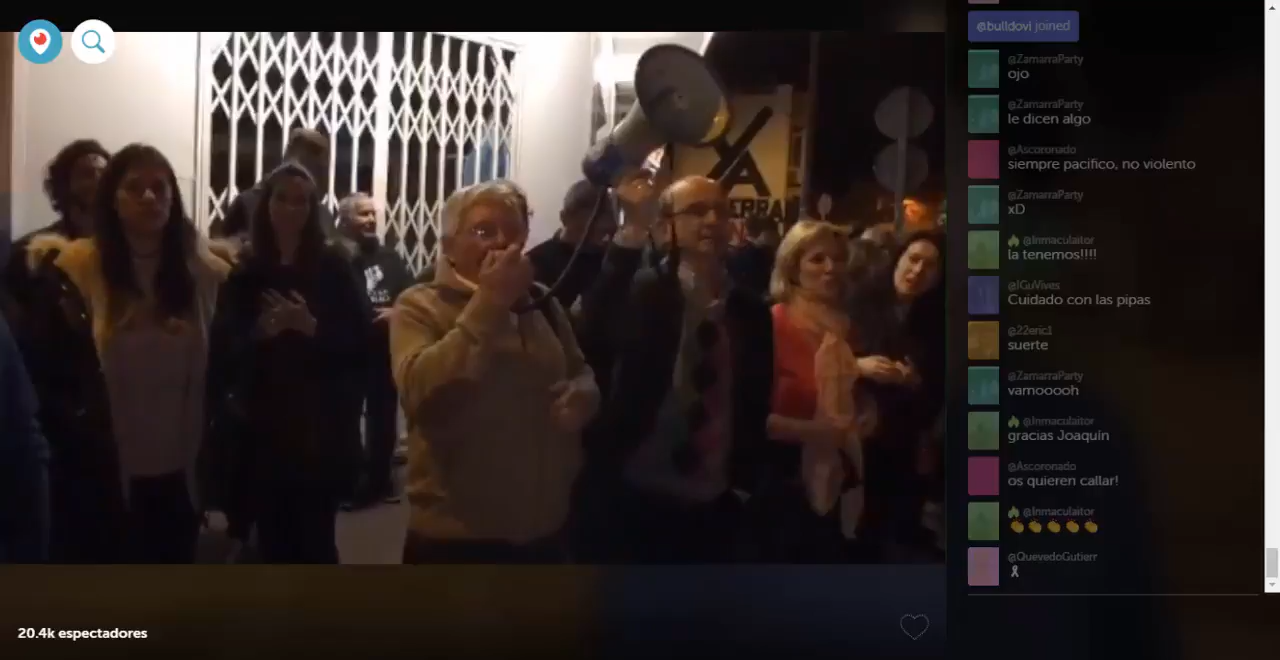 @bulldovi joined
@ZamarraParty
ojo
@ZamarraParty
le dicen algo
@Ascoronado
siempre pacifico, no violento
@ZamarraParty
xD
@Inmaculaitor
la tenemos!!!!
@IGuVives
Cuidado con las pipas
@22eric1
suerte
@ZamarraParty
vamooooh
@Inmaculaitor
gracias Joaquín
@Ascoronado
os quieren callar!
@Inmaculaitor
👏👏👏👏👏
@QuevedoGutierr
🎗
YA
20.4k espectadores